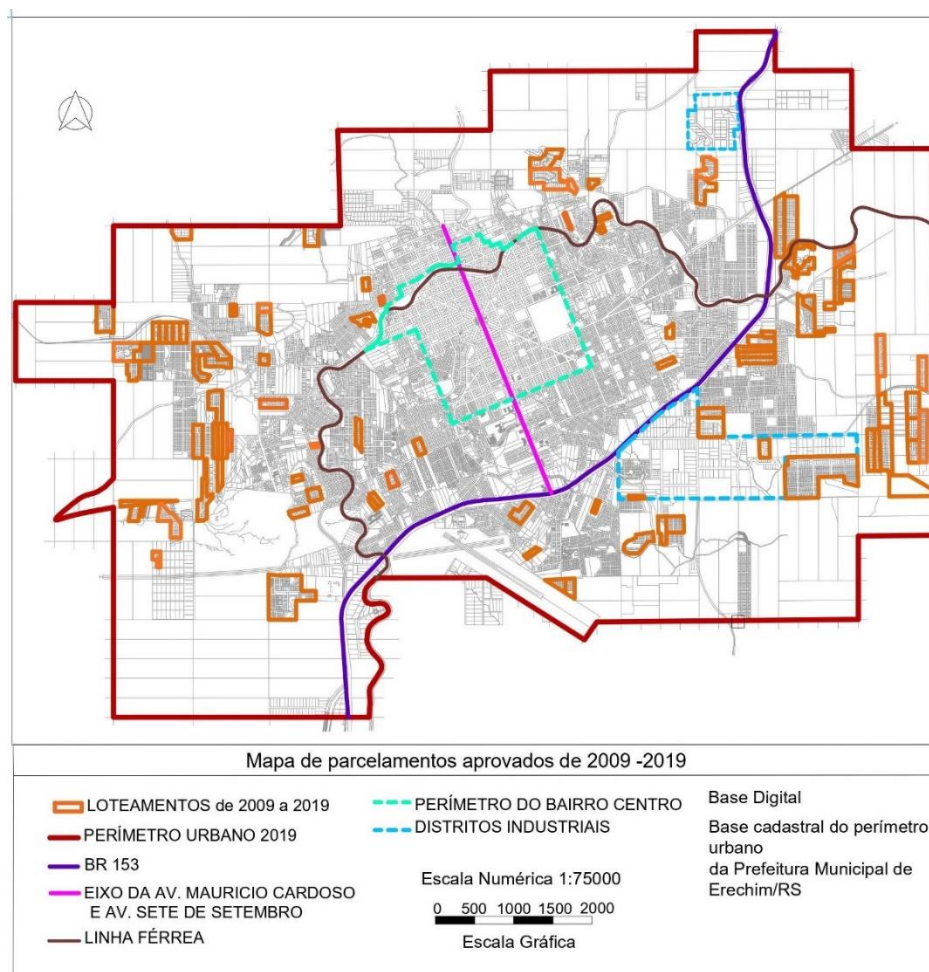 Mapa de parcelamentos aprovados de 2009 -2019
LOTEAMENTOS de 2009 a 2019
PERÍMETRO URBANO 2019
BR 153
EIXO DA AV. MAURICIO CARDOSO
E AV. SETE DE SETEMBRO
LINHA FÉRREA
PERÍMETRO DO BAIRRO CENTRO
DISTRITOS INDUSTRIAIS
Escala Numérica 1:75000
0 500 1000 1500 2000
Escala Gráfica
Base Digital
Base cadastral do perímetro
urbano
da Prefeitura Municipal de
Erechim/RS